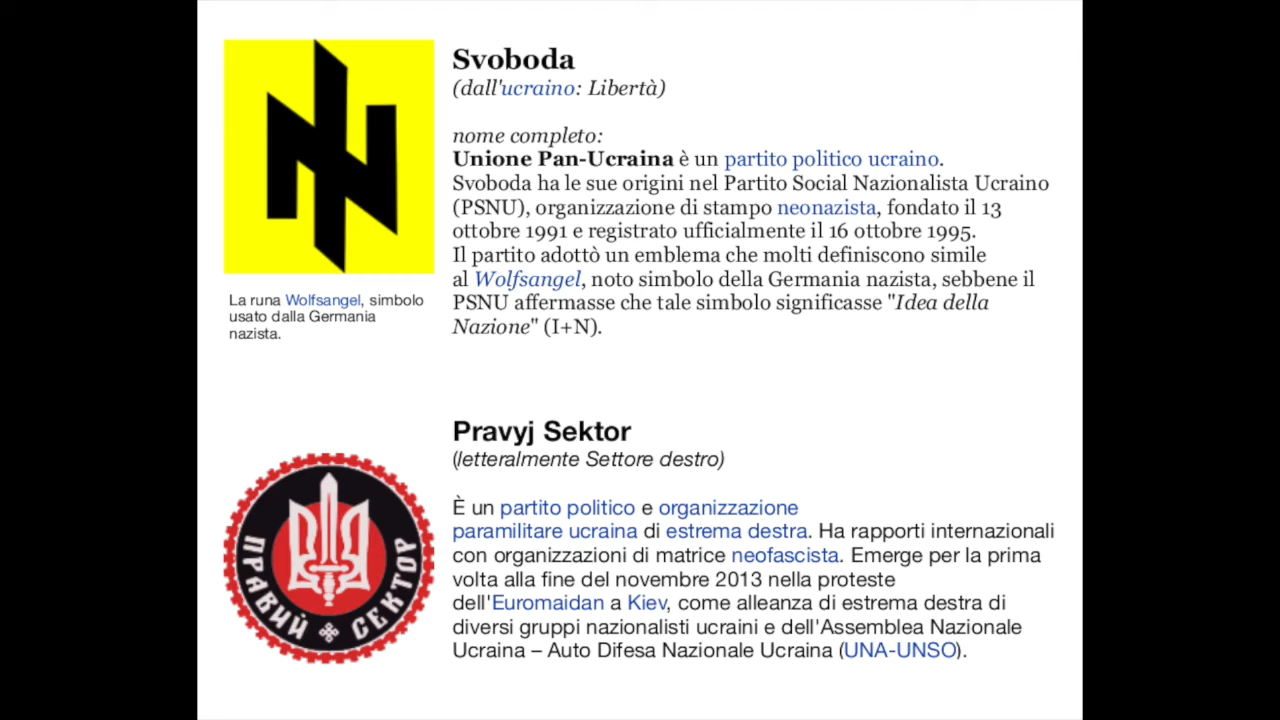 Svoboda
(dall'ucraino: Libertà)
nome completo:
Unione Pan-Ucraina è un partito politico ucraino.
Svoboda ha le sue origini nel Partito Social Nazionalista Ucraino
(PSNU), organizzazione di stampo neonazista, fondato il 13
ottobre 1991 e registrato ufficialmente il 16 ottobre 1995.
Il partito adottò un emblema che molti definiscono simile
al Wolfsangel, noto simbolo della Germania nazista, sebbene il
PSNU affermasse che tale simbolo significasse "Idea della
Nazione" (I+N).
La runa Wolfsangel, simbolo
usato dalla Germania
nazista.
Pravyj Sektor
(letteralmente Settore destro)
È un partito politico e organizzazione
paramilitare ucraina di estrema destra. Ha rapporti internazionali
con organizzazioni di matrice neofascista. Emerge per la prima
volta alla fine del novembre 2013 nella proteste
dell'Euromaidan a Kiev, come alleanza di estrema destra di
diversi gruppi nazionalisti ucraini e dell'Assemblea Nazionale
Ucraina – Auto Difesa Nazionale Ucraina (UNA-UNSO).
ПРАВИЙ СЕКТОР